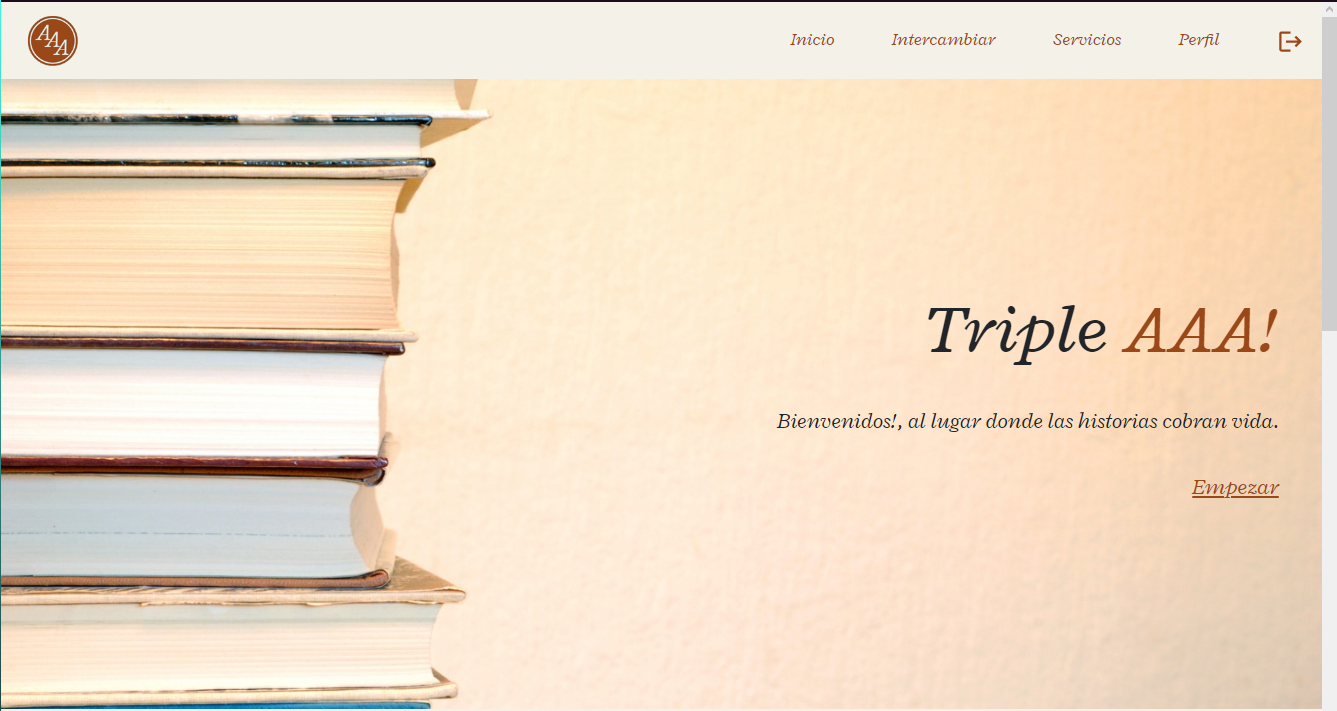 AAA
Inicio
Intercambiar
Servicios
Perfil
Triple AAA!
Bienvenidos!, al lugar donde las historias cobran vida.
Empezar